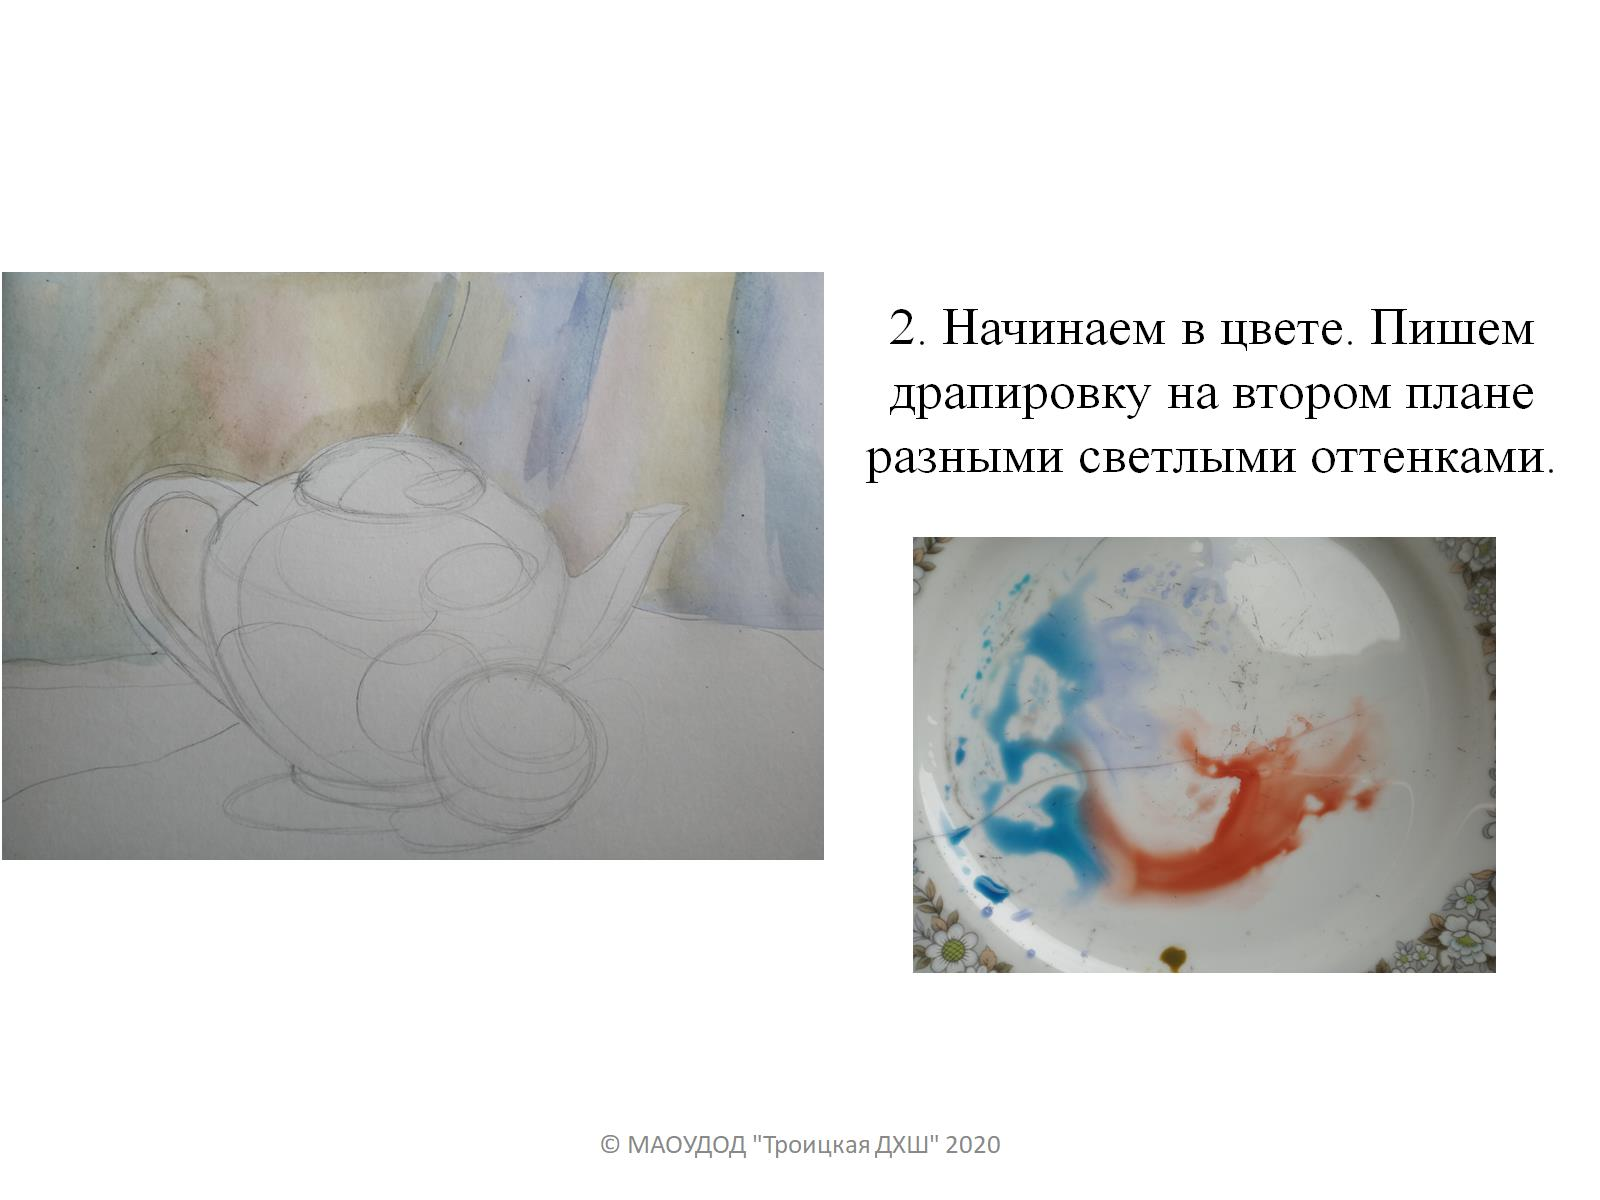 2. Начинаем в цвете. Пишем
драпировку на втором плане
разными светлыми оттенками.
© МАОУДОД "Троицкая ДХШ" 2020